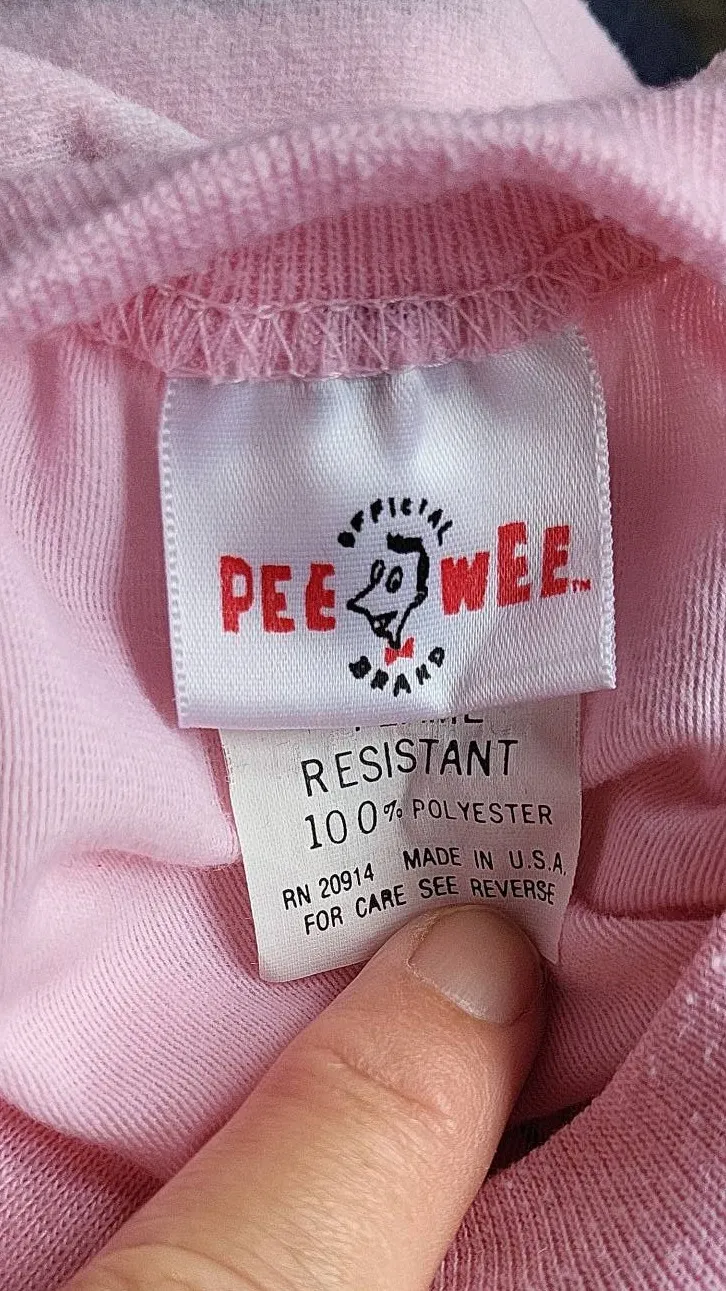 OFFICIAL
PEE WEE™
BRAND
RESISTANT
100% POLYESTER
RN 20914 MADE IN U.S.A.
FOR CARE SEE REVERSE